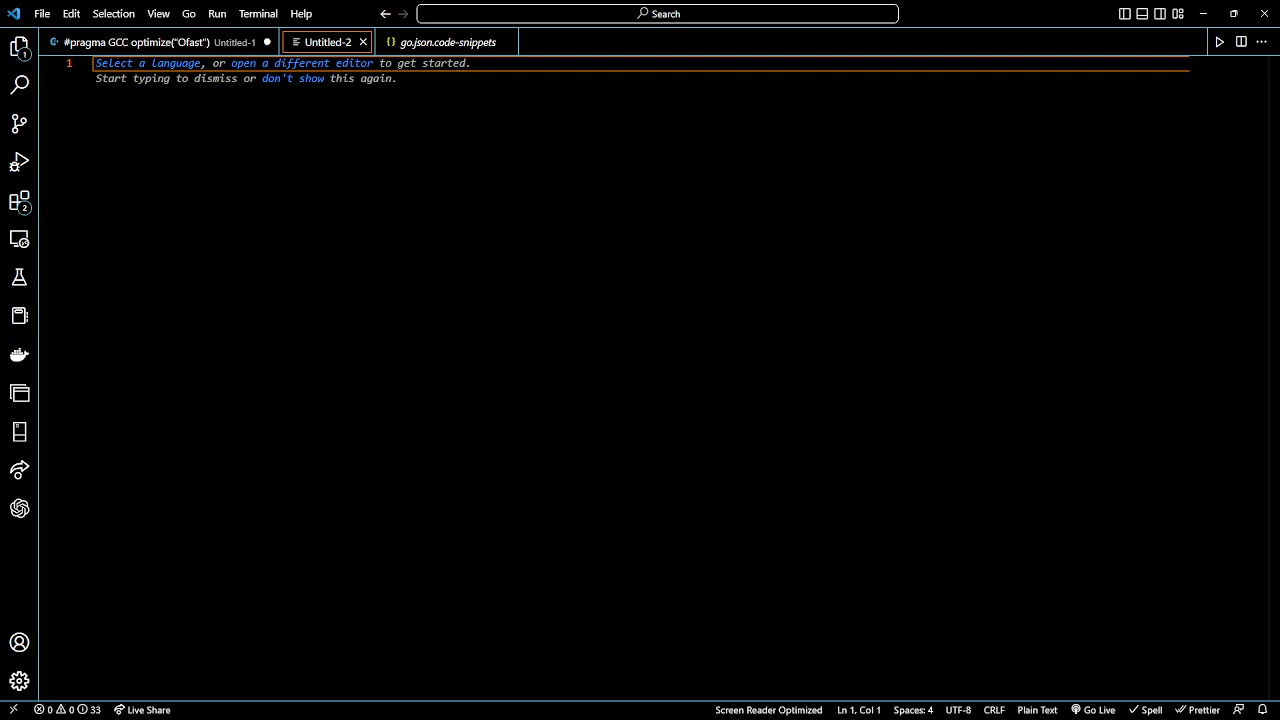 File Edit Selection View Go Run Terminal Help Search
#pragma GCC optimize("Ofast") Untitled-1 Untitled-2 go.json.code-snippets
1 Select a language, or open a different editor to get started.
Start typing to dismiss or don't show this again.
1
2
0 0 33 Live Share Screen Reader Optimized Ln 1, Col 1 Spaces: 4 UTF-8 CRLF Plain Text Go Live Spell Prettier